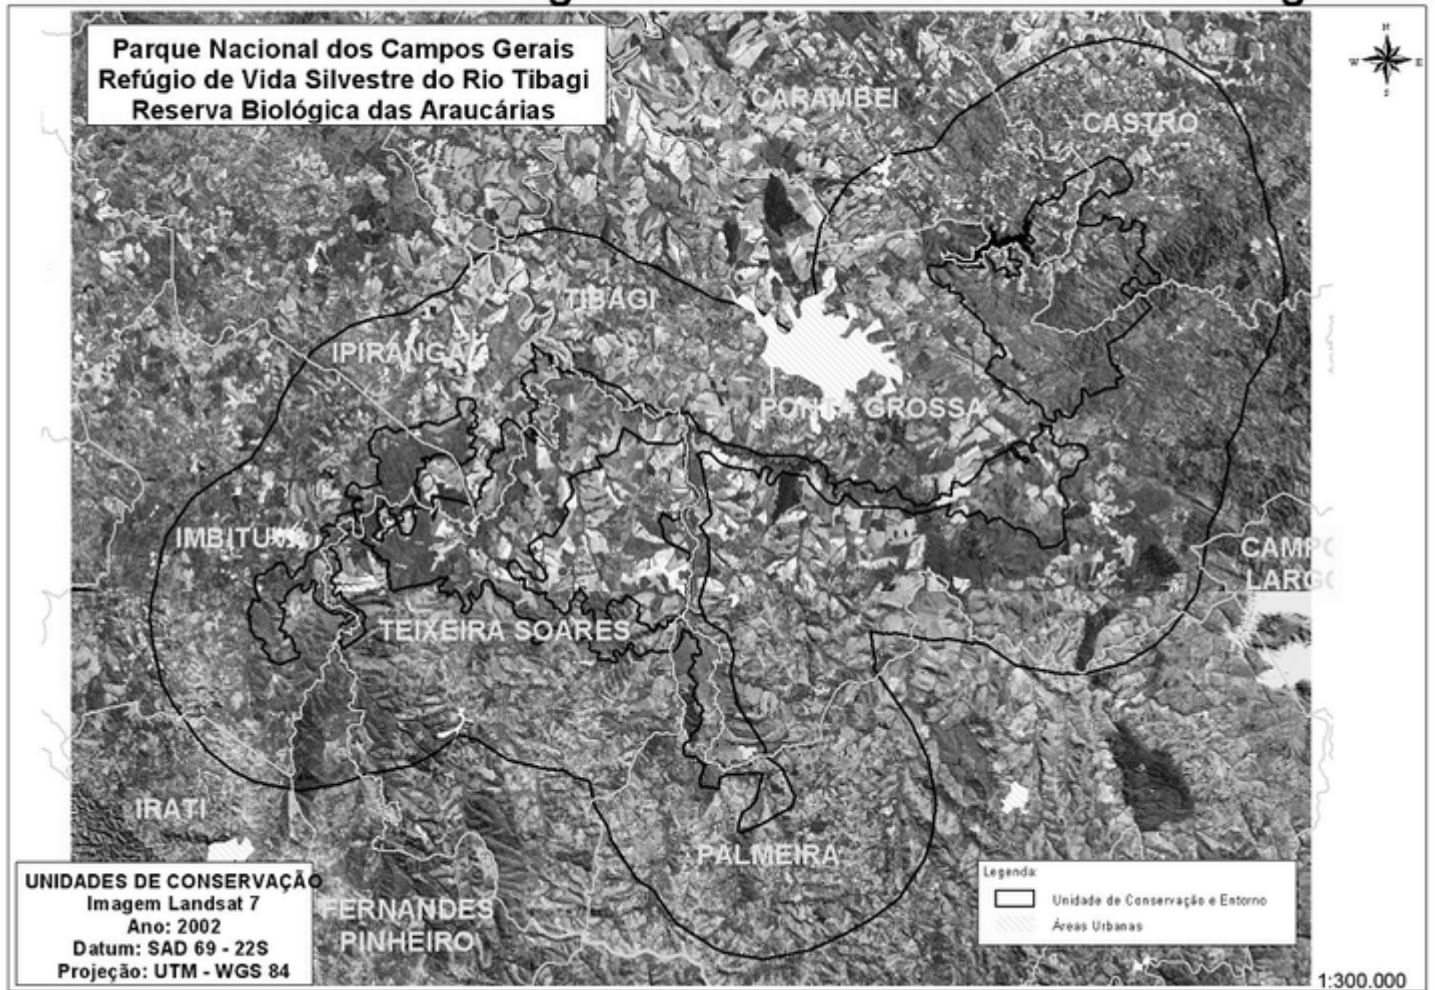 Parque Nacional dos Campos Gerais
Refúgio de Vida Silvestre do Rio Tibagi
Reserva Biológica das Araucárias
N
W E
S
CARAMBEI
CASTRO
TIBAGI
IPIRANGA
PONTA GROSSA
IMBITUVA
CAMPO
LARGO
TEIXEIRA SOARES
IRATI
PALMEIRA
FERNANDES
PINHEIRO
UNIDADES DE CONSERVAÇÃO
Imagem Landsat 7
Ano: 2002
Datum: SAD 69 - 22S
Projeção: UTM - WGS 84
Legenda:
Unidade de Conservação e Entorno
Áreas Urbanas
1:300.000